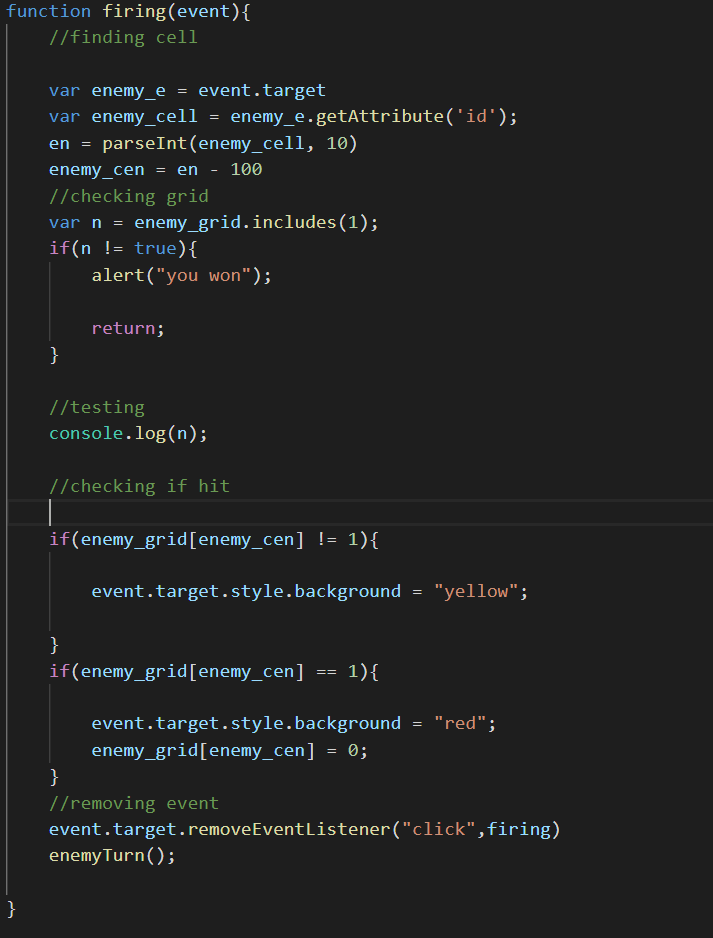 function firing(event){
//finding cell
var enemy_e = event.target
var enemy_cell = enemy_e.getAttribute('id');
en = parseInt(enemy_cell, 10)
enemy_cen = en - 100
//checking grid
var n = enemy_grid.includes(1);
if(n != true){
alert("you won");
return;
}
//testing
console.log(n);
//checking if hit
if(enemy_grid[enemy_cen] != 1){
event.target.style.background = "yellow";
}
if(enemy_grid[enemy_cen] == 1){
event.target.style.background = "red";
enemy_grid[enemy_cen] = 0;
}
//removing event
event.target.removeEventListener("click",firing)
enemyTurn();
}